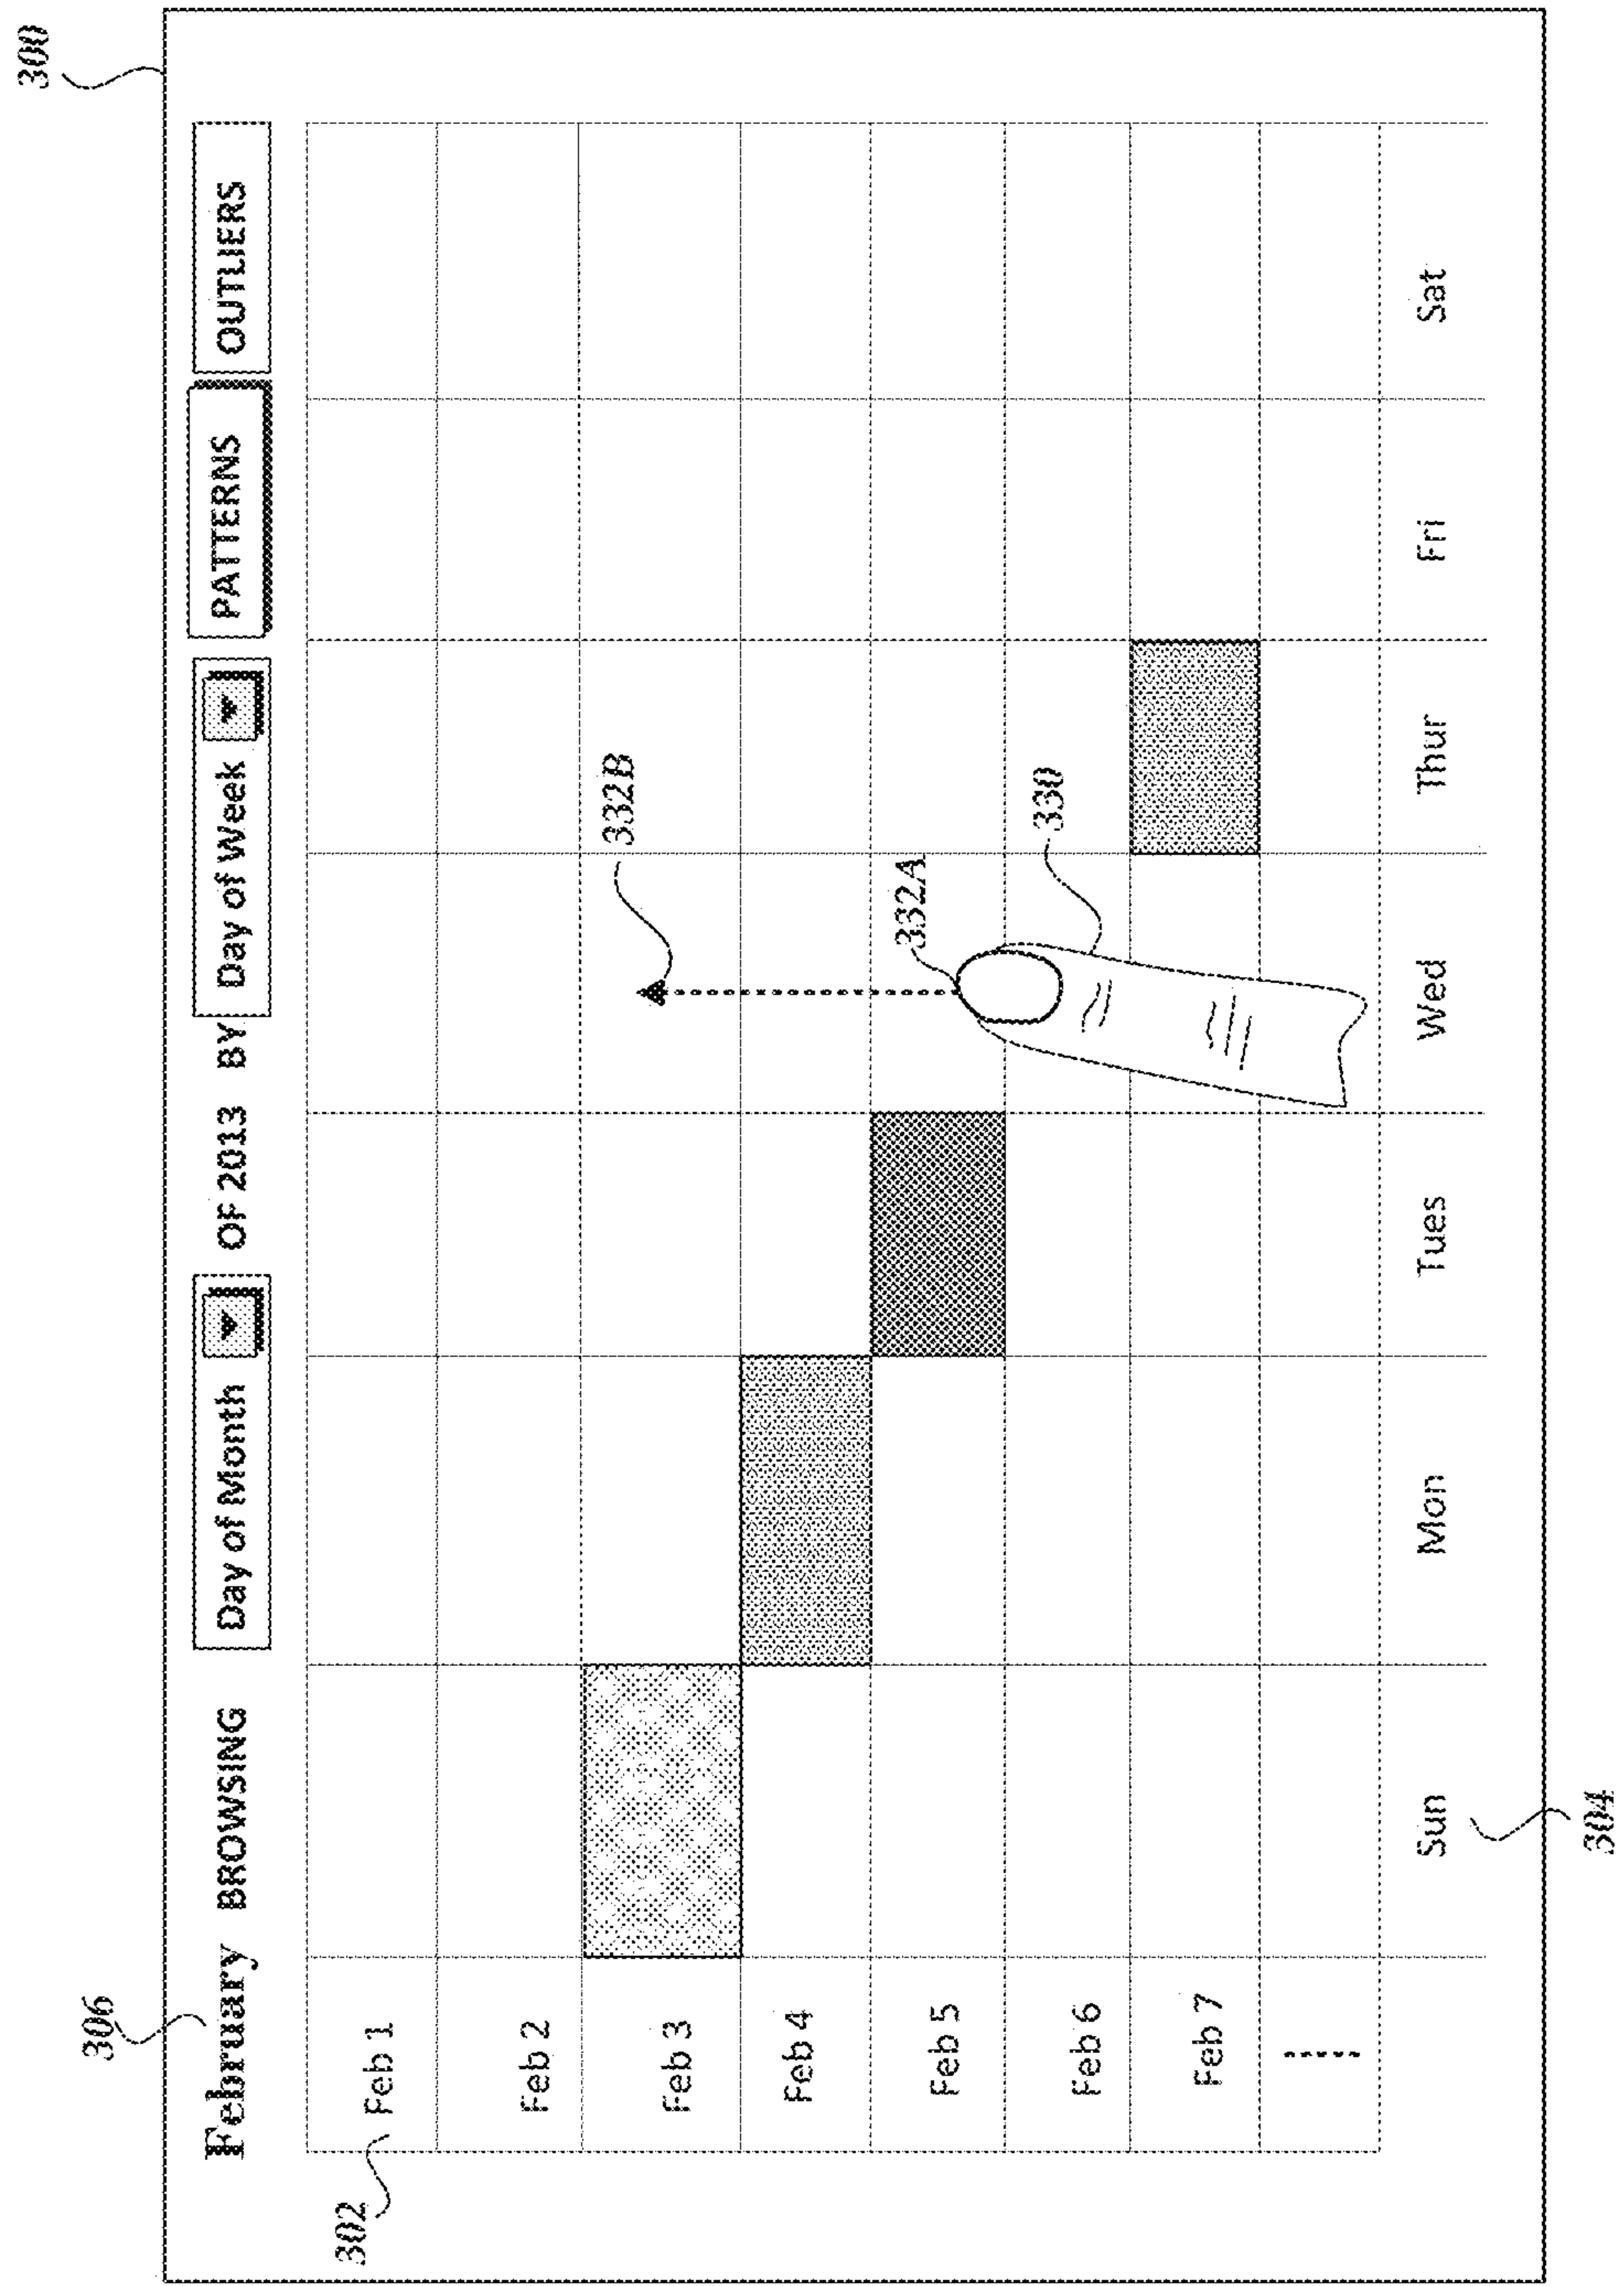 300
306
February BROWSING Day of Month OF 2013 BY Day of Week PATTERNS OUTLIERS
302
Feb 1
Feb 2
Feb 3
332B
Feb 4
Feb 5
332A
Feb 6
330
Feb 7
Sun Mon Tues Wed Thur Fri Sat
304